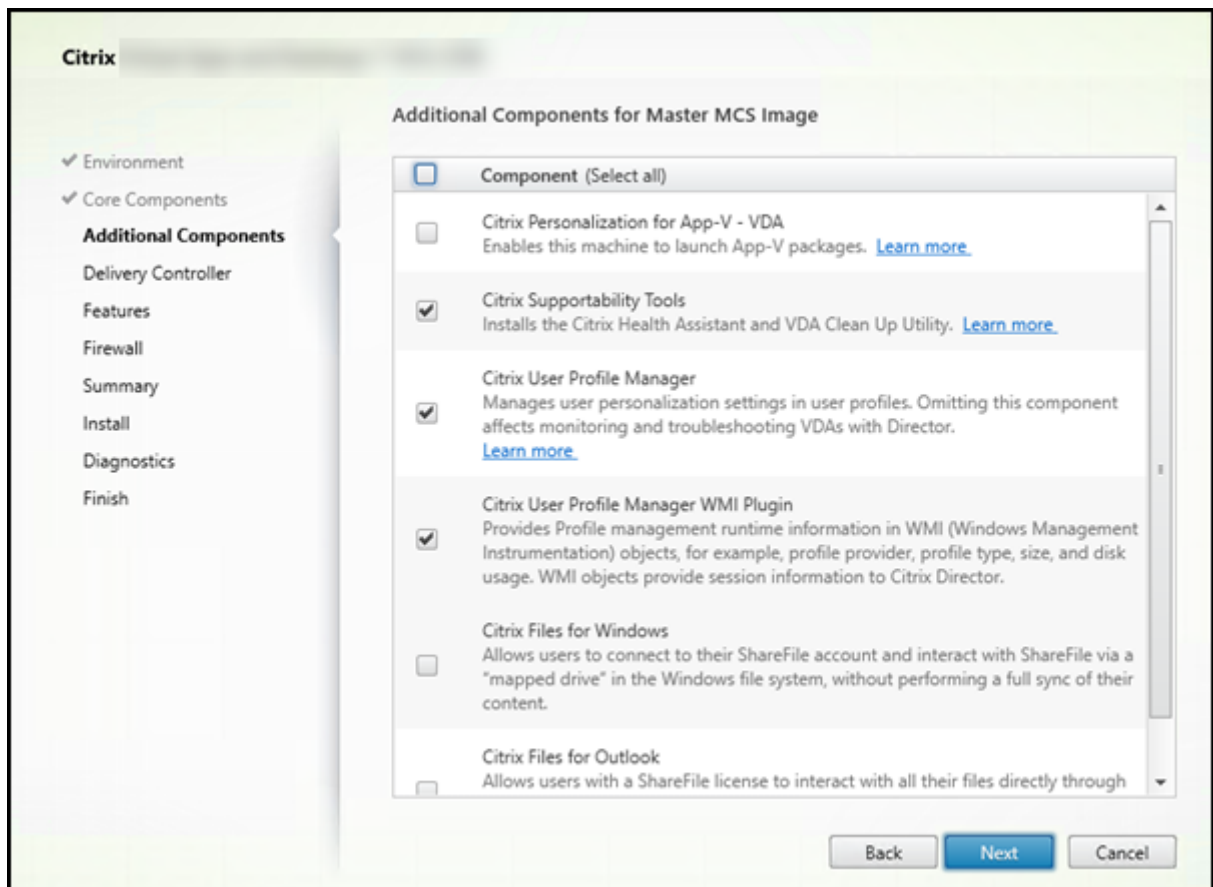 Citrix
Additional Components for Master MCS Image
Environment
Core Components
Additional Components
Delivery Controller
Features
Firewall
Summary
Install
Diagnostics
Finish
Component (Select all)
Citrix Personalization for App-V - VDA
Enables this machine to launch App-V packages. Learn more
Citrix Supportability Tools
Installs the Citrix Health Assistant and VDA Clean Up Utility. Learn more
Citrix User Profile Manager
Manages user personalization settings in user profiles. Omitting this component
affects monitoring and troubleshooting VDAs with Director.
Learn more
Citrix User Profile Manager WMI Plugin
Provides Profile management runtime information in WMI (Windows Management
Instrumentation) objects, for example, profile provider, profile type, size, and disk
usage. WMI objects provide session information to Citrix Director.
Citrix Files for Windows
Allows users to connect to their ShareFile account and interact with ShareFile via a
"mapped drive" in the Windows file system, without performing a full sync of their
content.
Citrix Files for Outlook
Allows users with a ShareFile license to interact with all their files directly through
Back
Next
Cancel